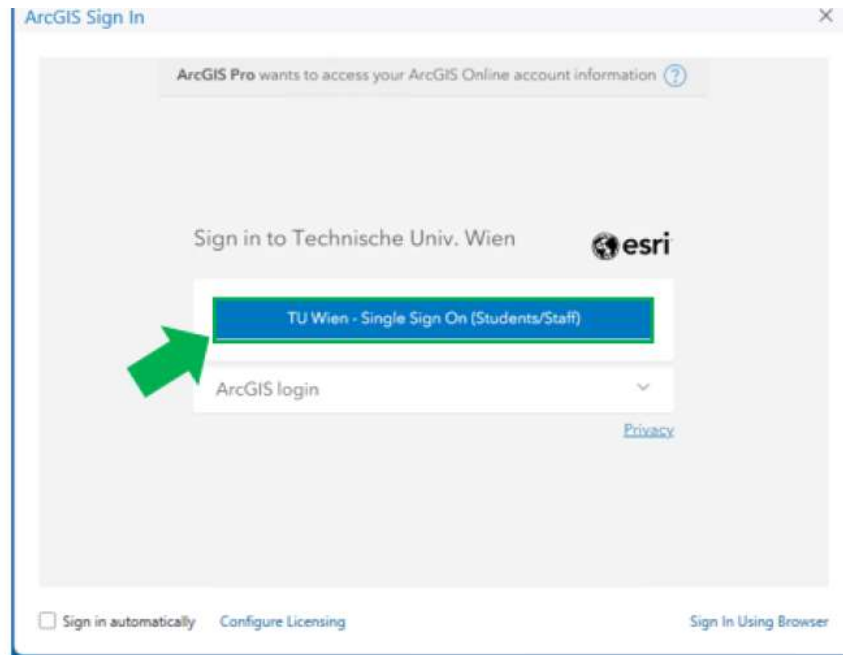 ArcGIS Sign In
ArcGIS Pro wants to access your ArcGIS Online account information ?
Sign in to Technische Univ. Wien
esri
TU Wien - Single Sign On (Students/Staff)
ArcGIS login
Privacy
Sign in automatically Configure Licensing Sign In Using Browser